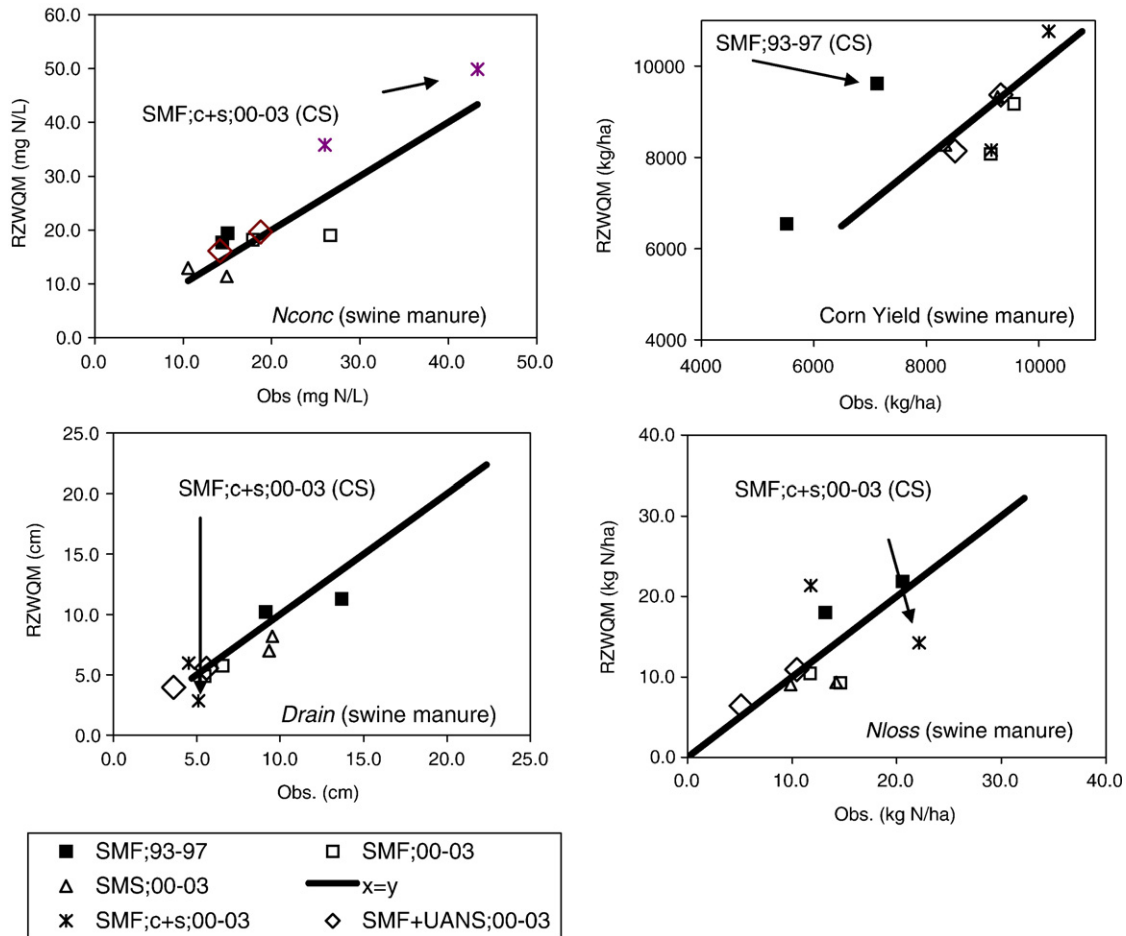 60.0
50.0
40.0
30.0
20.0
10.0
0.0
RZWQM (mg N/L)
SMF;c+s;00-03 (CS)
Nconc (swine manure)
0.0 10.0 20.0 30.0 40.0 50.0
Obs (mg N/L)
10000
8000
6000
4000
RZWQM (kg/ha)
SMF;93-97 (CS)
Corn Yield (swine manure)
4000 6000 8000 10000
Obs. (kg/ha)
25.0
20.0
15.0
10.0
5.0
0.0
RZWQM (cm)
SMF;c+s;00-03 (CS)
Drain (swine manure)
0.0 5.0 10.0 15.0 20.0 25.0
Obs. (cm)
40.0
30.0
20.0
10.0
0.0
RZWQM (kg N/ha)
SMF;c+s;00-03 (CS)
Nloss (swine manure)
0.0 10.0 20.0 30.0 40.0
Obs. (kg N/ha)
SMF;93-97 SMF;00-03
SMS;00-03 x=y
SMF;c+s;00-03 SMF+UANS;00-03